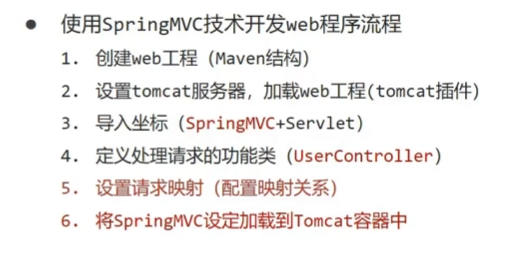 ● 使用SpringMVC技术开发web程序流程
1. 创建web工程（Maven结构）
2. 设置tomcat服务器，加载web工程(tomcat插件)
3. 导入坐标（SpringMVC+Servlet）
4. 定义处理请求的功能类（UserController）
5. 设置请求映射（配置映射关系）
6. 将SpringMVC设定加载到Tomcat容器中